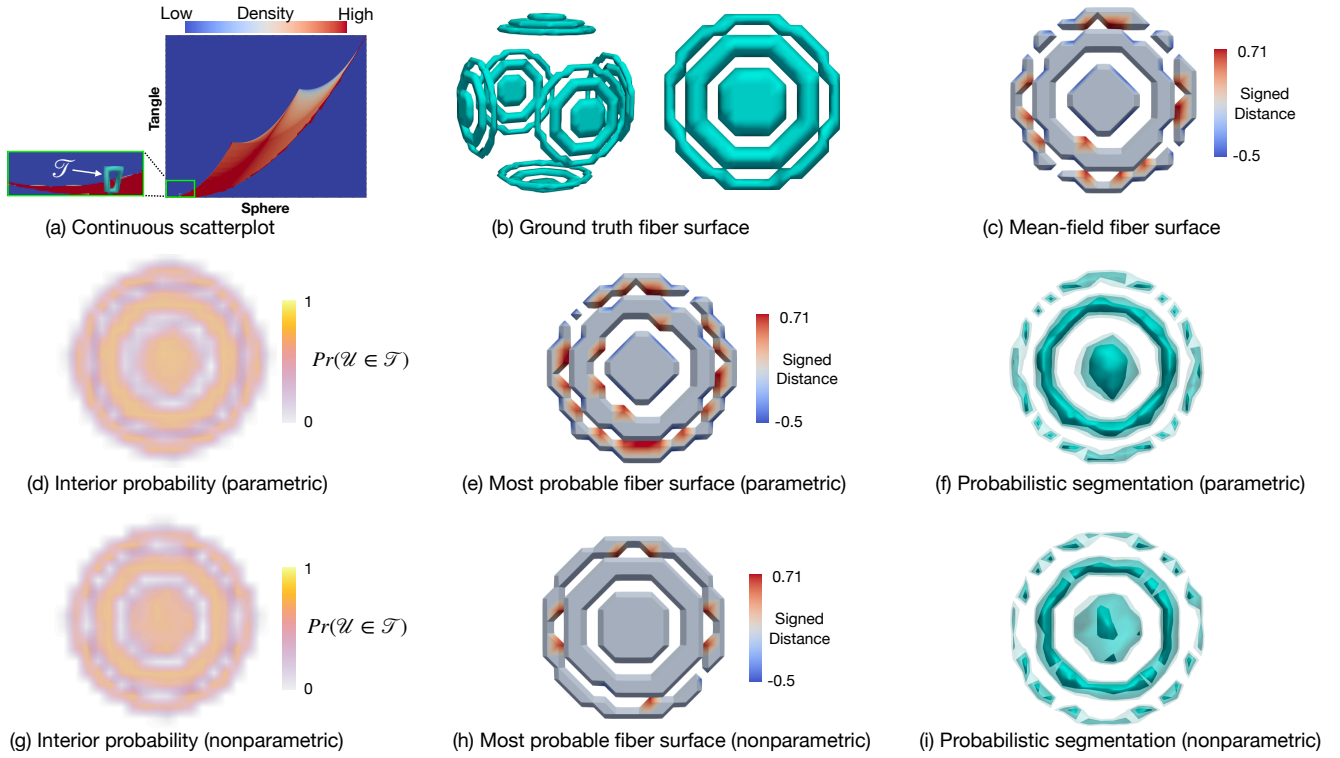 Low Density High
Tangle
𝒯
Sphere
(a) Continuous scatterplot
(b) Ground truth fiber surface
0.71
Signed
Distance
-0.5
(c) Mean-field fiber surface
1
Pr(𝒰 ∈ 𝒯)
0
(d) Interior probability (parametric)
0.71
Signed
Distance
-0.5
(e) Most probable fiber surface (parametric)
(f) Probabilistic segmentation (parametric)
1
Pr(𝒰 ∈ 𝒯)
0
(g) Interior probability (nonparametric)
0.71
Signed
Distance
-0.5
(h) Most probable fiber surface (nonparametric)
(i) Probabilistic segmentation (nonparametric)